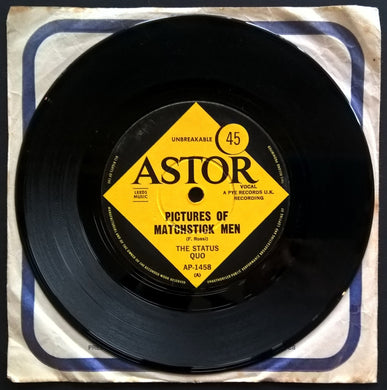 UNBREAKABLE
45
ASTOR
LEEDS
MUSIC
VOCAL
A PYE RECORDS U.K.
RECORDING
PICTURES OF
MATCHSTICK MEN
(F. Rossi)
THE STATUS
QUO
AP-1458
(A)